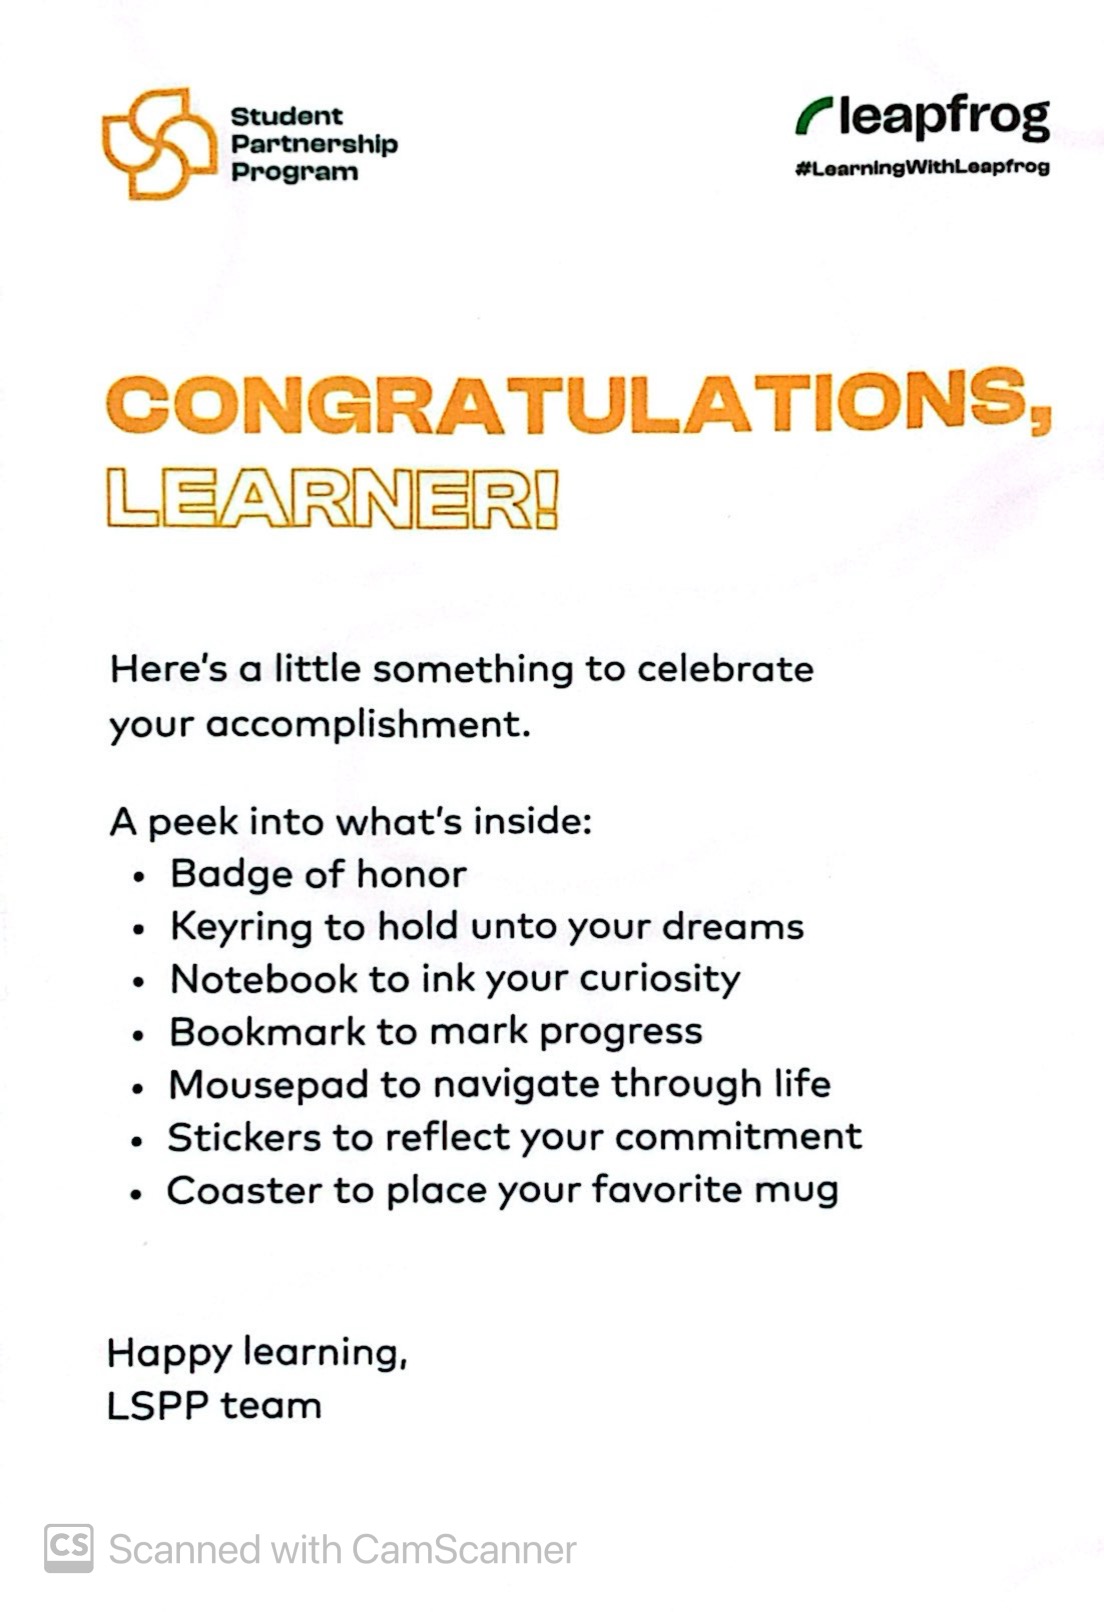 Student
Partnership
Program
leapfrog
#LearningWithLeapfrog
CONGRATULATIONS,
LEARNER!
Here's a little something to celebrate
your accomplishment.
A peek into what's inside:
• Badge of honor
• Keyring to hold unto your dreams
• Notebook to ink your curiosity
• Bookmark to mark progress
• Mousepad to navigate through life
• Stickers to reflect your commitment
• Coaster to place your favorite mug
Happy learning,
LSPP team
CS Scanned with CamScanner